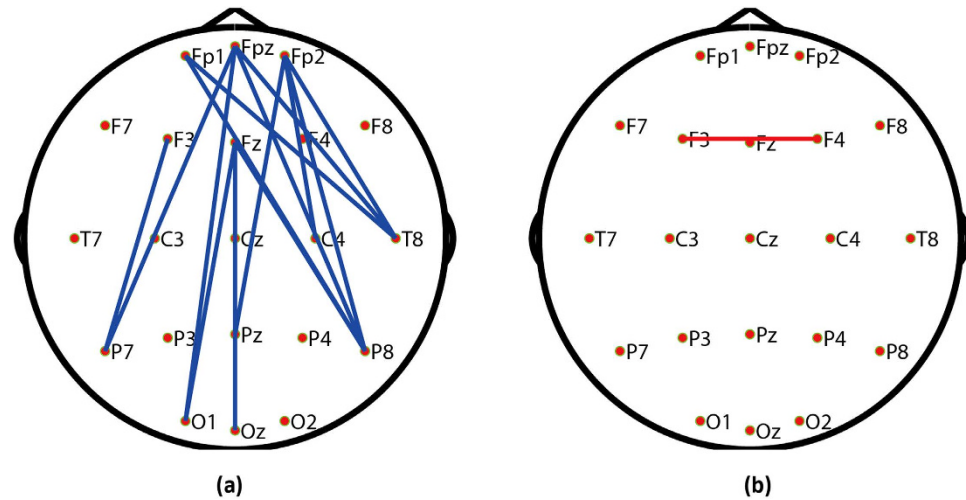 Fp1 Fpz Fp2
F7 F3 Fz F4 F8
T7 C3 Cz C4 T8
P7 P3 Pz P4 P8
O1 Oz O2
(a)
Fp1 Fpz Fp2
F7 F3 Fz F4 F8
T7 C3 Cz C4 T8
P7 P3 Pz P4 P8
O1 Oz O2
(b)